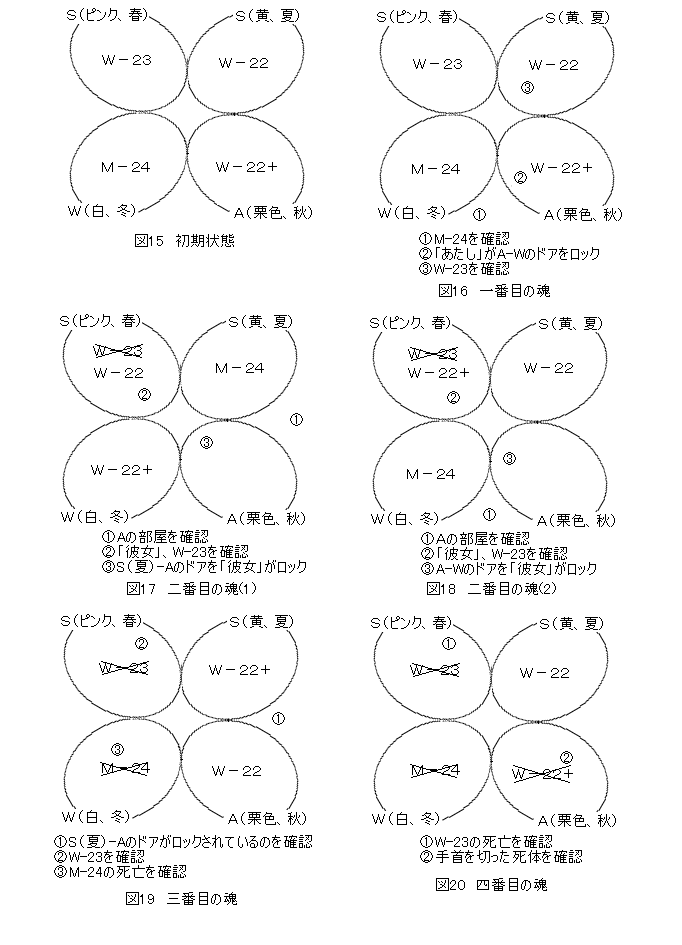 S（ピンク、春） S（黄、夏）
W－23 W－22
M－24 W－22＋
W（白、冬） A（栗色、秋）
図15 初期状態
S（ピンク、春） S（黄、夏）
W－23 W－22
③
M－24 ② W－22＋
W（白、冬） ① A（栗色、秋）
①M-24を確認
②「あたし」がA-Wのドアをロック
③W-23を確認
図16 一番目の魂
S（ピンク、春） S（黄、夏）
W－23
W－22 M－24
②
①
③
W－22＋
W（白、冬） A（栗色、秋）
①Aの部屋を確認
②「彼女」、W-23を確認
③S（夏）-Aのドアを「彼女」がロック
図17 二番目の魂(1)
S（ピンク、春） S（黄、夏）
W－23
W－22＋ W－22
②
③
M－24
①
W（白、冬） A（栗色、秋）
①Aの部屋を確認
②「彼女」、W-23を確認
③A-Wのドアを「彼女」がロック
図18 二番目の魂(2)
S（ピンク、春） S（黄、夏）
②
W－23 W－22＋
①
③
M－24 W－22
W（白、冬） A（栗色、秋）
①S（夏）-Aのドアがロックされているのを確認
②W-23を確認
③M-24の死亡を確認
図19 三番目の魂
S（ピンク、春） S（黄、夏）
①
W－23 W－22
②
M－24 W－22＋
W（白、冬） A（栗色、秋）
①W-23の死亡を確認
②手首を切った死体を確認
図20 四番目の魂